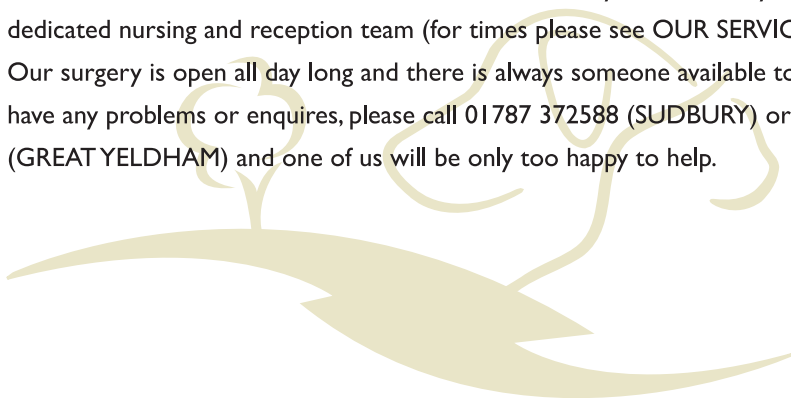 dedicated nursing and reception team (for times please see OUR SERVIC
Our surgery is open all day long and there is always someone available to
have any problems or enquires, please call 01787 372588 (SUDBURY) or
(GREAT YELDHAM) and one of us will be only too happy to help.